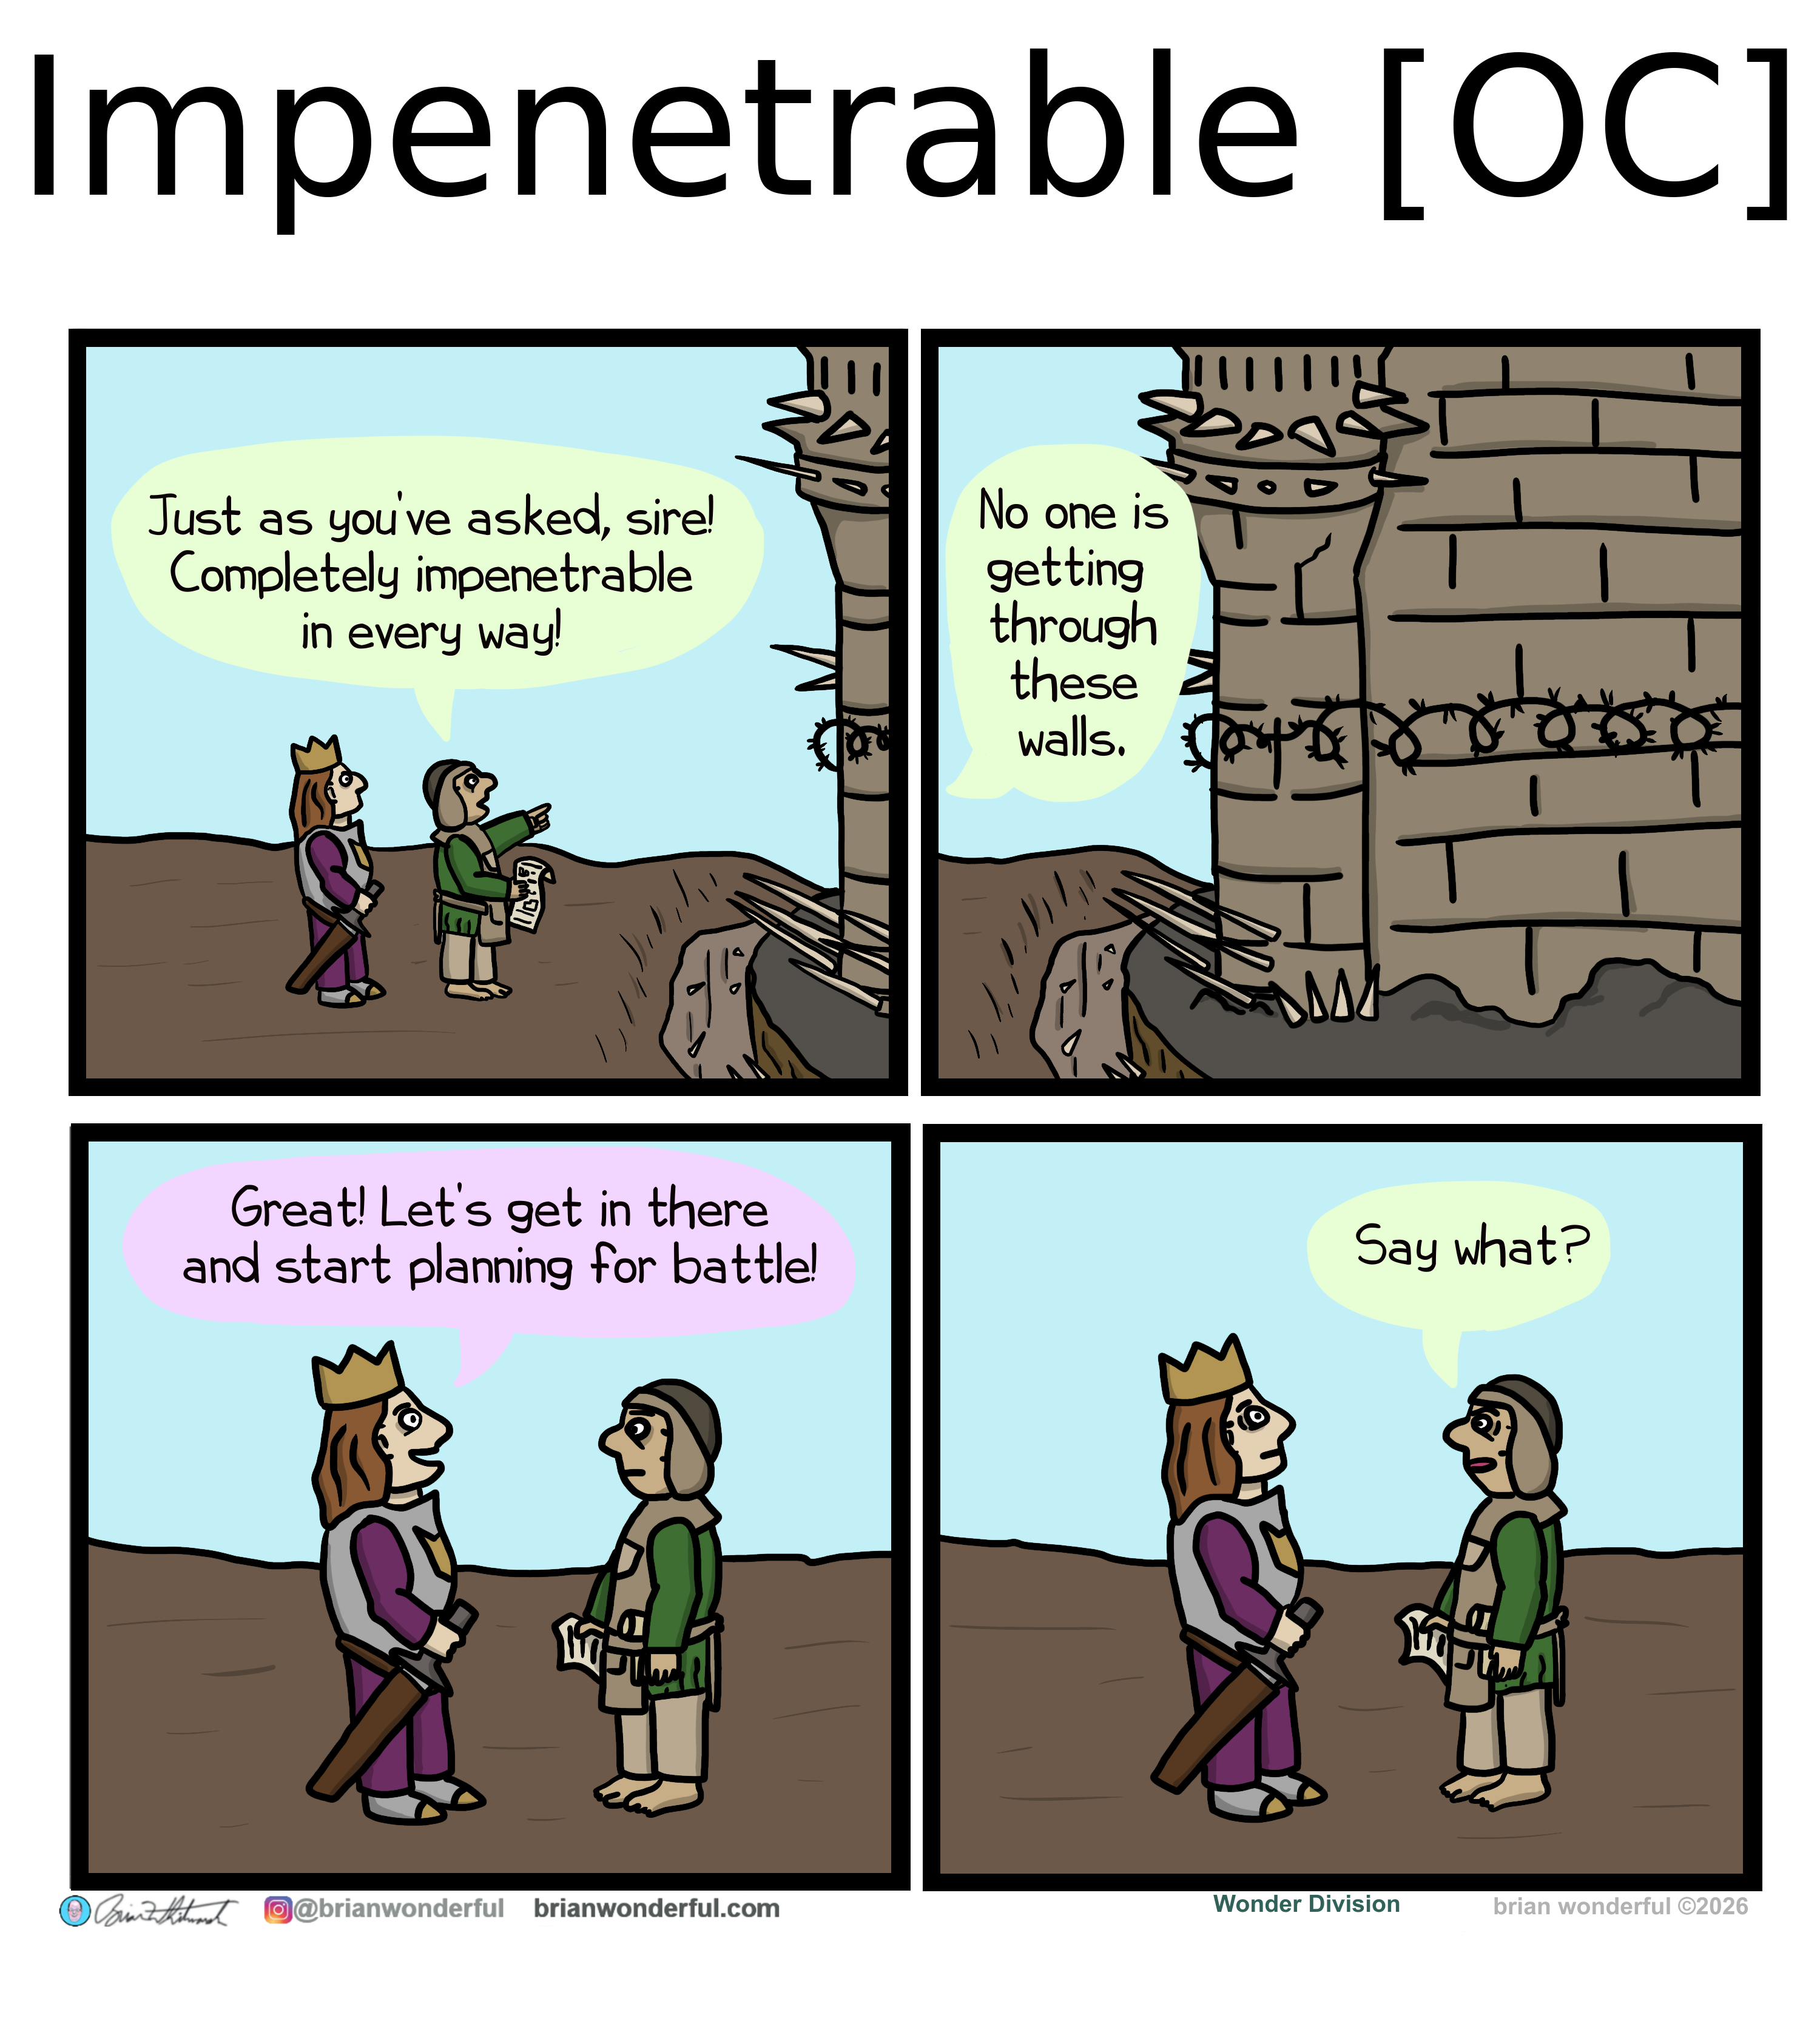 Impenetrable [OC]
Just as you've asked, sire!
Completely impenetrable
in every way!
No one is
getting
through
these
walls.
Great! Let's get in there
and start planning for battle!
Say what?
@brianwonderful brianwonderful.com
Wonder Division
brian wonderful ©2026